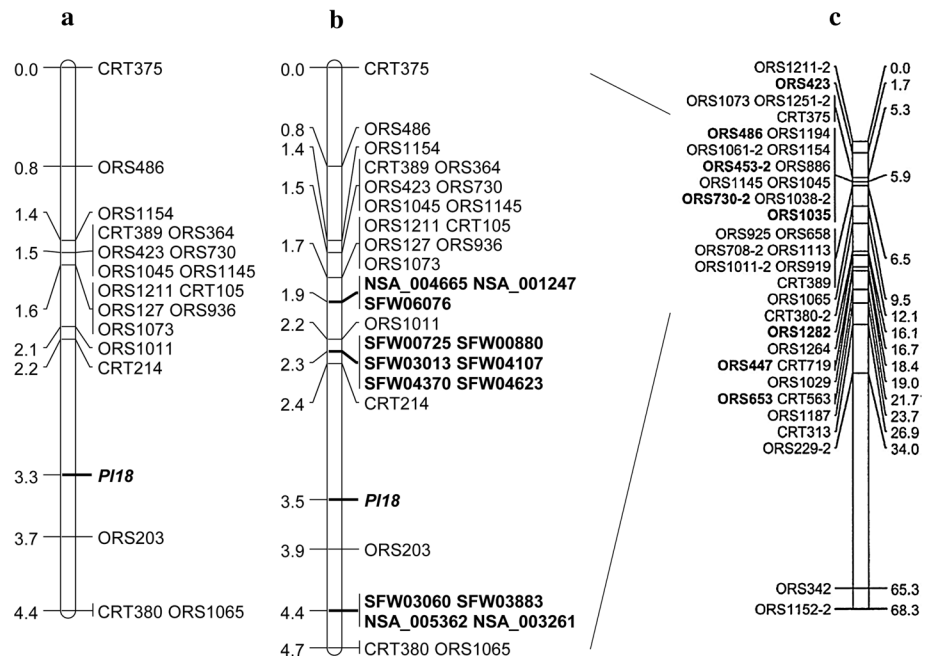 a
0.0 CRT375
0.8 ORS486
1.4 ORS1154
CRT389 ORS364
1.5 ORS423 ORS730
ORS1045 ORS1145
ORS1211 CRT105
1.6 ORS127 ORS936
ORS1073
2.1 ORS1011
2.2 CRT214
3.3 Pl18
3.7 ORS203
4.4 CRT380 ORS1065
b
0.0 CRT375
0.8 ORS486
1.4 ORS1154
CRT389 ORS364
1.5 ORS423 ORS730
ORS1045 ORS1145
ORS1211 CRT105
1.7 ORS127 ORS936
ORS1073
NSA_004665 NSA_001247
1.9 SFW06076
2.2 ORS1011
SFW00725 SFW00880
2.3 SFW03013 SFW04107
SFW04370 SFW04623
2.4 CRT214
3.5 Pl18
3.9 ORS203
SFW03060 SFW03883
4.4 NSA_005362 NSA_003261
4.7 CRT380 ORS1065
c
ORS1211-2 0.0
ORS423 1.7
ORS1073 ORS1251-2 5.3
CRT375
ORS486 ORS1194
ORS1061-2 ORS1154
ORS453-2 ORS886
ORS1145 ORS1045 5.9
ORS730-2 ORS1038-2
ORS1035
ORS925 ORS658
ORS708-2 ORS1113
ORS1011-2 ORS919 6.5
CRT389
ORS1065 9.5
CRT380-2 12.1
ORS1282 16.1
ORS1264 16.7
ORS447 CRT719 18.4
ORS1029 19.0
ORS653 CRT563 21.7
ORS1187 23.7
CRT313 26.9
ORS229-2 34.0
ORS342 65.3
ORS1152-2 68.3